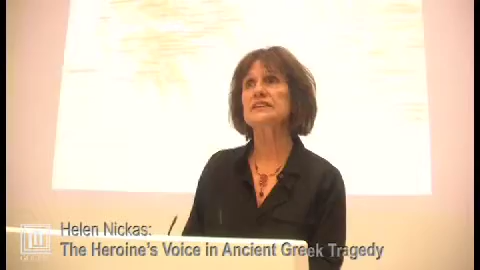 Helen Nickas:
The Heroine's Voice in Ancient Greek Tragedy